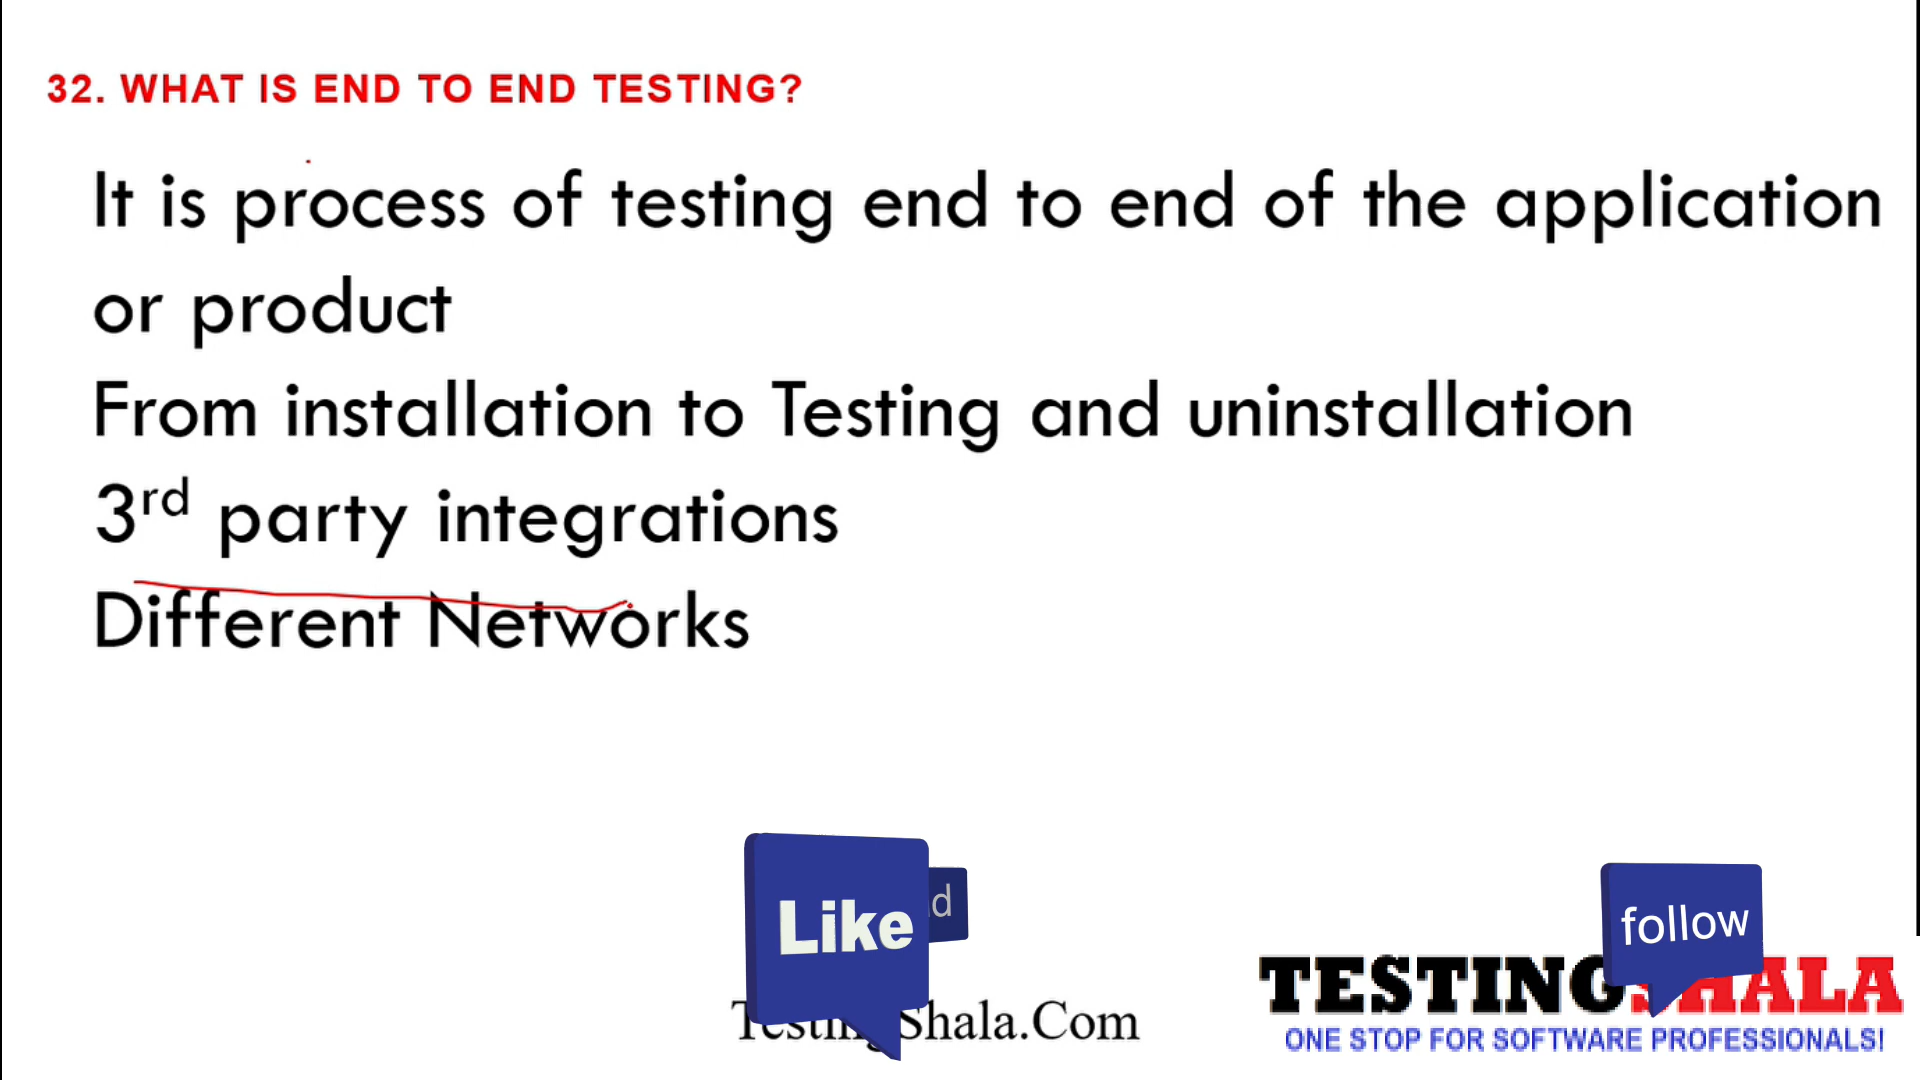 32. WHAT IS END TO END TESTING?
It is process of testing end to end of the application
or product
From installation to Testing and uninstallation
3rd party integrations
Different Networks
Like
d
follow
TESTINGSHALA
Testing Shala.Com
ONE STOP FOR SOFTWARE PROFESSIONALS!